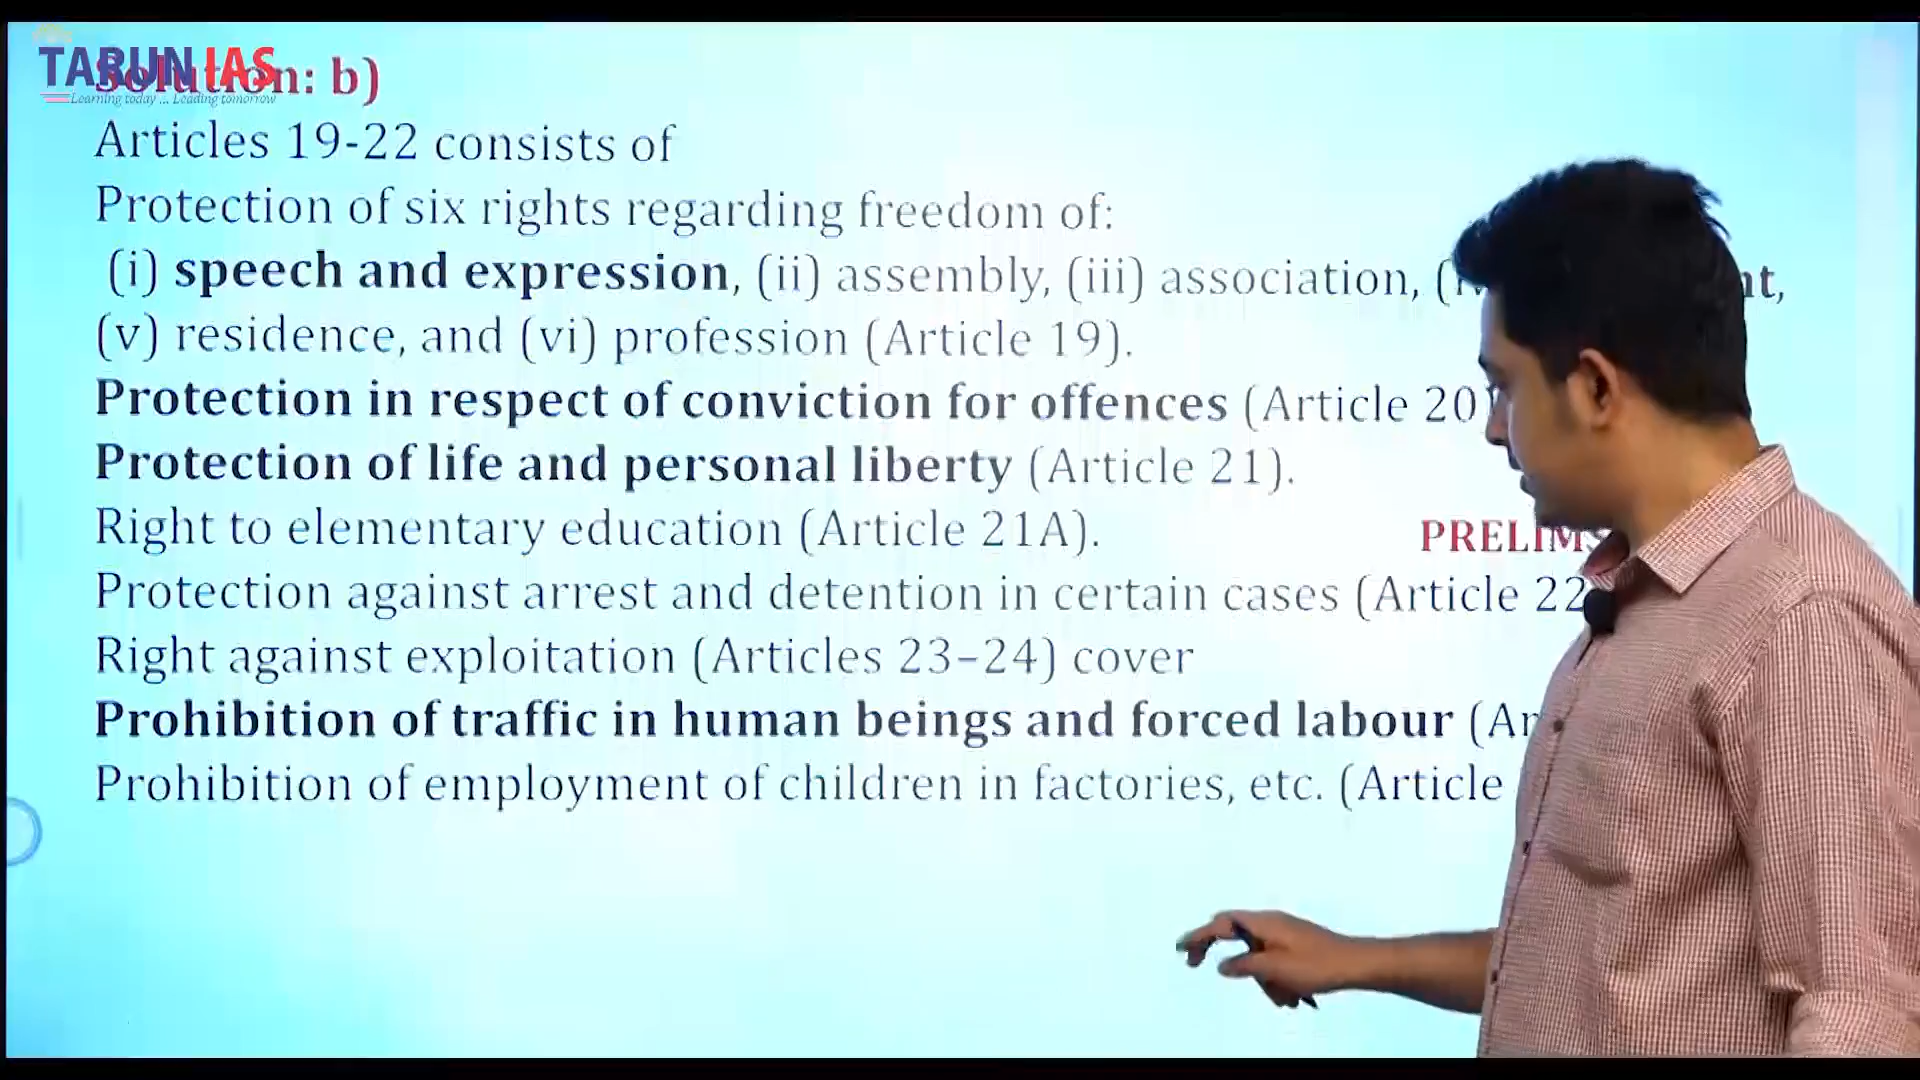 TARUN IAS
Learning today ... Leading tomorrow
Solution: b)
Articles 19-22 consists of
Protection of six rights regarding freedom of:
(i) speech and expression, (ii) assembly, (iii) association,
(v) residence, and (vi) profession (Article 19).
Protection in respect of conviction for offences (Article 20)
Protection of life and personal liberty (Article 21).
Right to elementary education (Article 21A).
PRELIMS
Protection against arrest and detention in certain cases (Article 22
Right against exploitation (Articles 23–24) cover
Prohibition of traffic in human beings and forced labour
Prohibition of employment of children in factories, etc. (Article